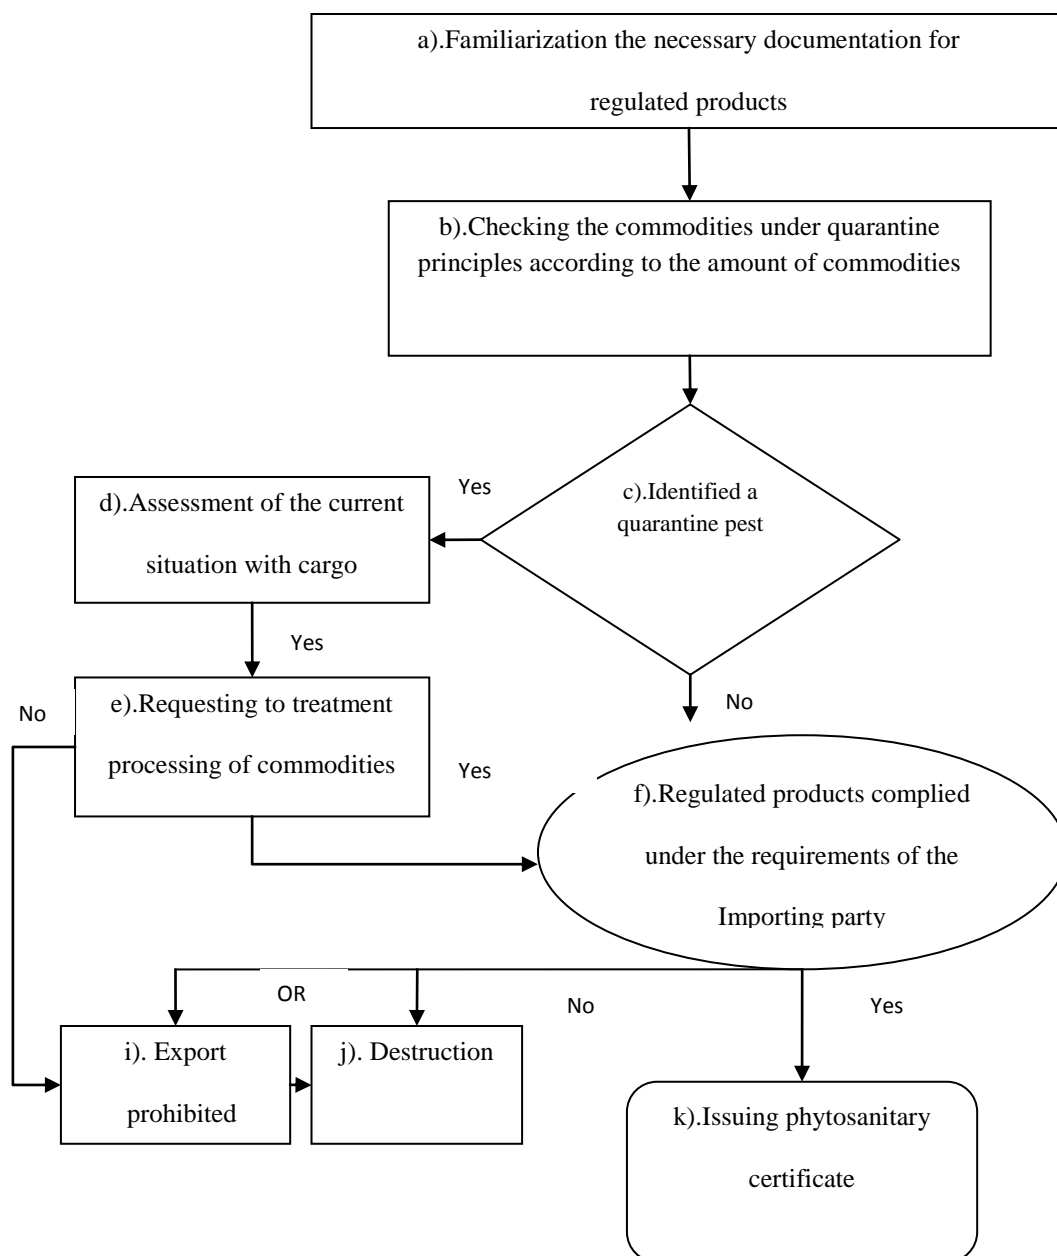 a).Familiarization the necessary documentation for
regulated products
b).Checking the commodities under quarantine
principles according to the amount of commodities
c).Identified a
quarantine pest
Yes
d).Assessment of the current
situation with cargo
Yes
No
No
e).Requesting to treatment
processing of commodities
Yes
f).Regulated products complied
under the requirements of the
Importing party
OR
No
Yes
i). Export
prohibited
j). Destruction
k).Issuing phytosanitary
certificate